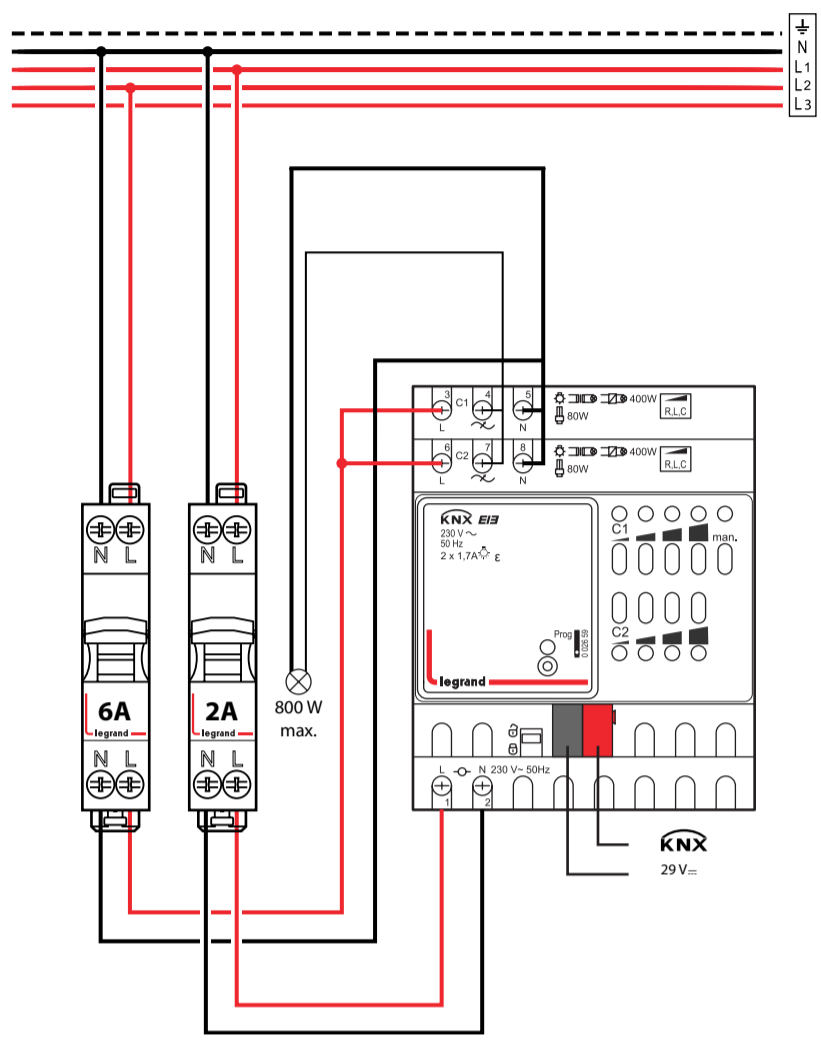 N
L1
L2
L3
3
C1
4
5
400W
L
N
80W
R,L,C
6
C2
7
8
400W
L
N
80W
R,L,C
N L
N L
KNX EIB
230 V ~
50 Hz
2 x 1,7A ε
C1
man.
Prog
0 026 59
C2
legrand
6A
legrand
2A
legrand
800 W
max.
N L
N L
L N 230 V~ 50Hz
1
2
KNX
29 V